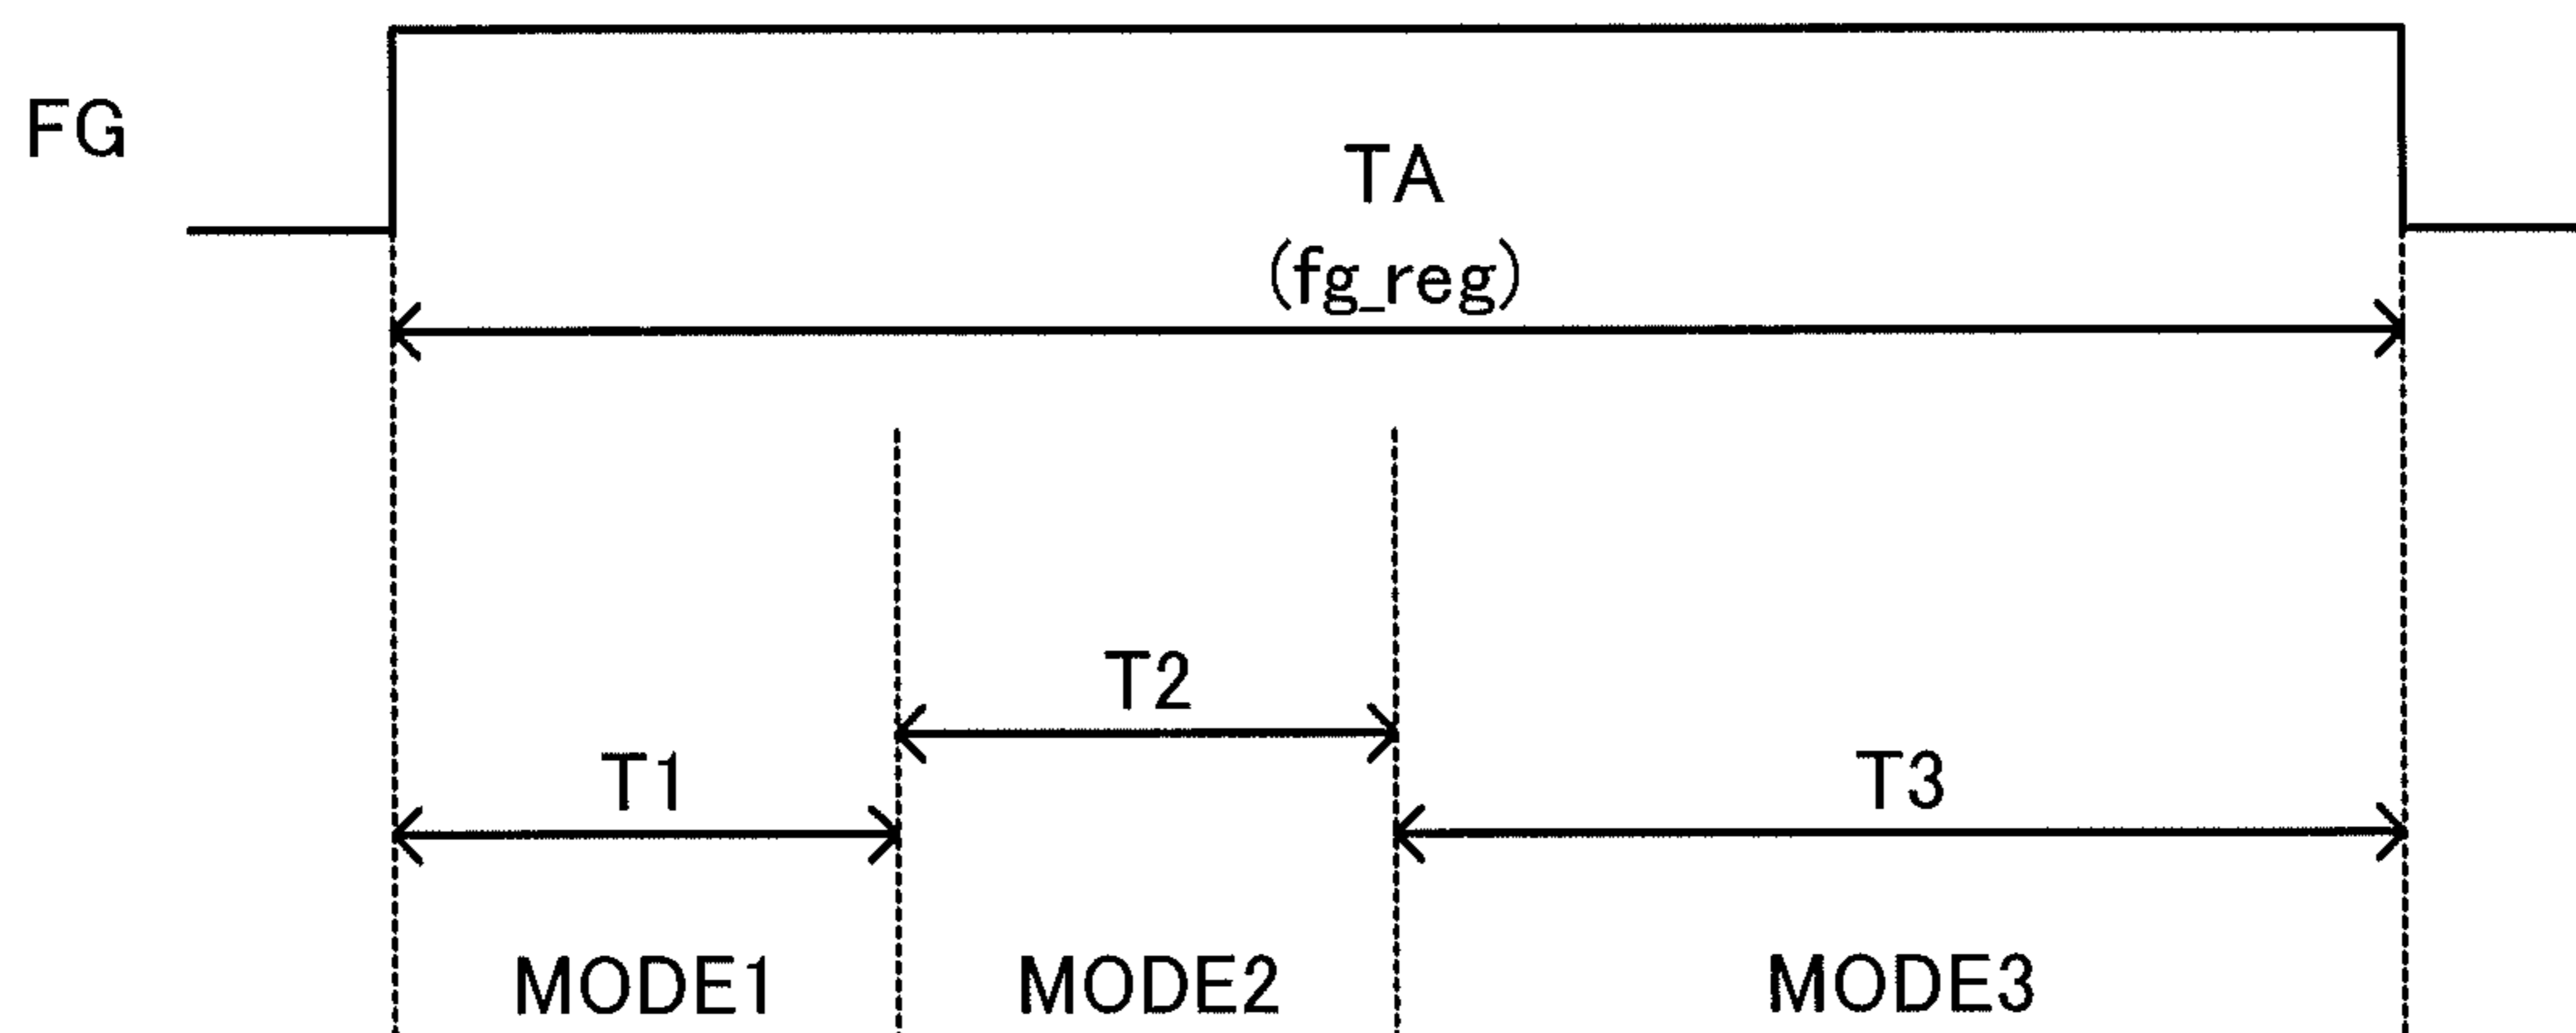 FG
TA
(fg_reg)
T2
T1
T3
MODE1 MODE2 MODE3